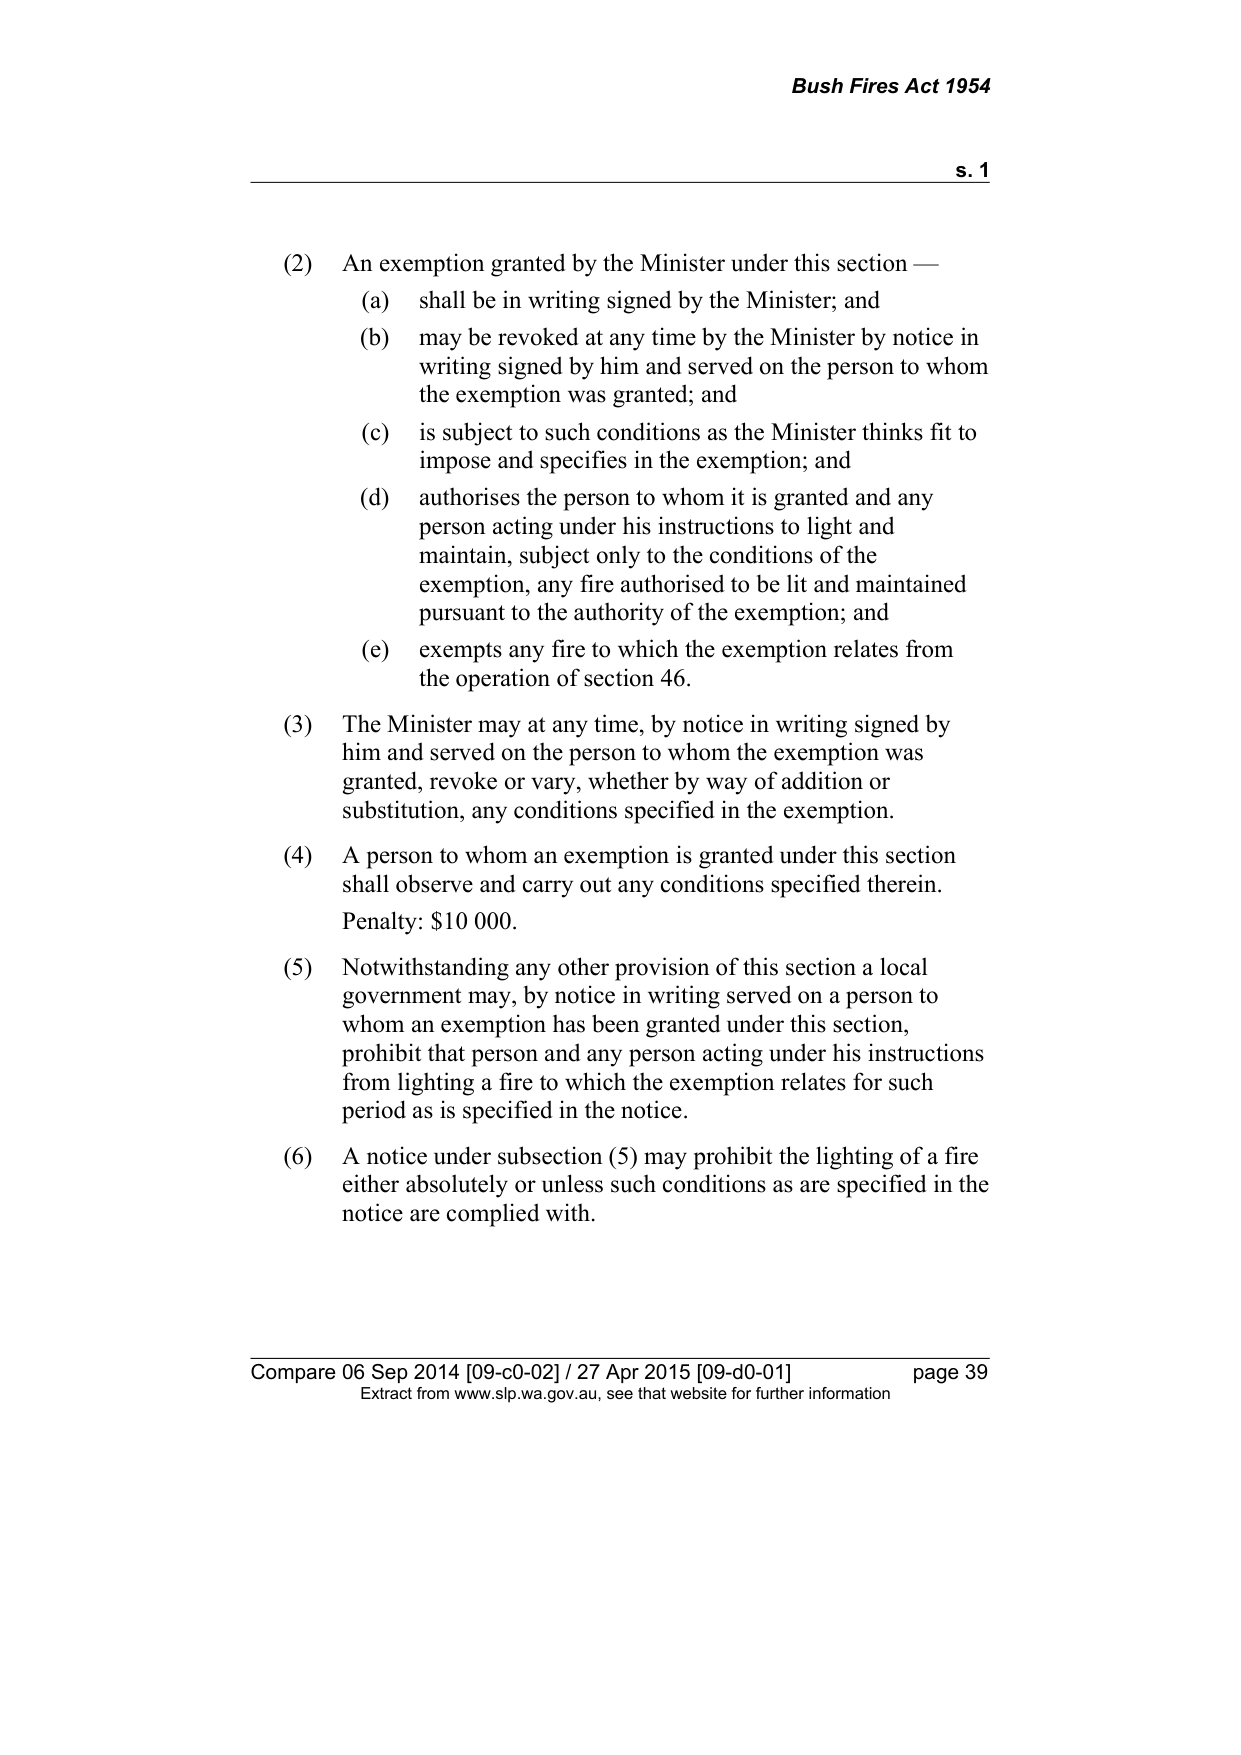 Bush Fires Act 1954
s. 1
(2) An exemption granted by the Minister under this section —
(a) shall be in writing signed by the Minister; and
(b) may be revoked at any time by the Minister by notice in
writing signed by him and served on the person to whom
the exemption was granted; and
(c) is subject to such conditions as the Minister thinks fit to
impose and specifies in the exemption; and
(d) authorises the person to whom it is granted and any
person acting under his instructions to light and
maintain, subject only to the conditions of the
exemption, any fire authorised to be lit and maintained
pursuant to the authority of the exemption; and
(e) exempts any fire to which the exemption relates from
the operation of section 46.
(3) The Minister may at any time, by notice in writing signed by
him and served on the person to whom the exemption was
granted, revoke or vary, whether by way of addition or
substitution, any conditions specified in the exemption.
(4) A person to whom an exemption is granted under this section
shall observe and carry out any conditions specified therein.
Penalty: $10 000.
(5) Notwithstanding any other provision of this section a local
government may, by notice in writing served on a person to
whom an exemption has been granted under this section,
prohibit that person and any person acting under his instructions
from lighting a fire to which the exemption relates for such
period as is specified in the notice.
(6) A notice under subsection (5) may prohibit the lighting of a fire
either absolutely or unless such conditions as are specified in the
notice are complied with.
Compare 06 Sep 2014 [09-c0-02] / 27 Apr 2015 [09-d0-01] page 39
Extract from www.slp.wa.gov.au, see that website for further information